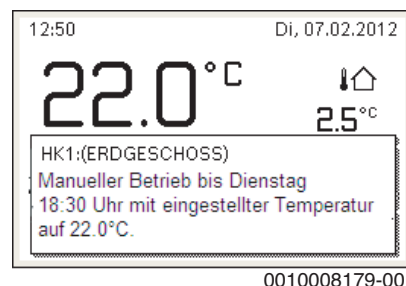 12:50 Di, 07.02.2012
22.0°C
2.5°C
HK1:(ERDGESCHOSS)
Manueller Betrieb bis Dienstag
18:30 Uhr mit eingestellter Temperatur
auf 22.0°C.
0010008179-00